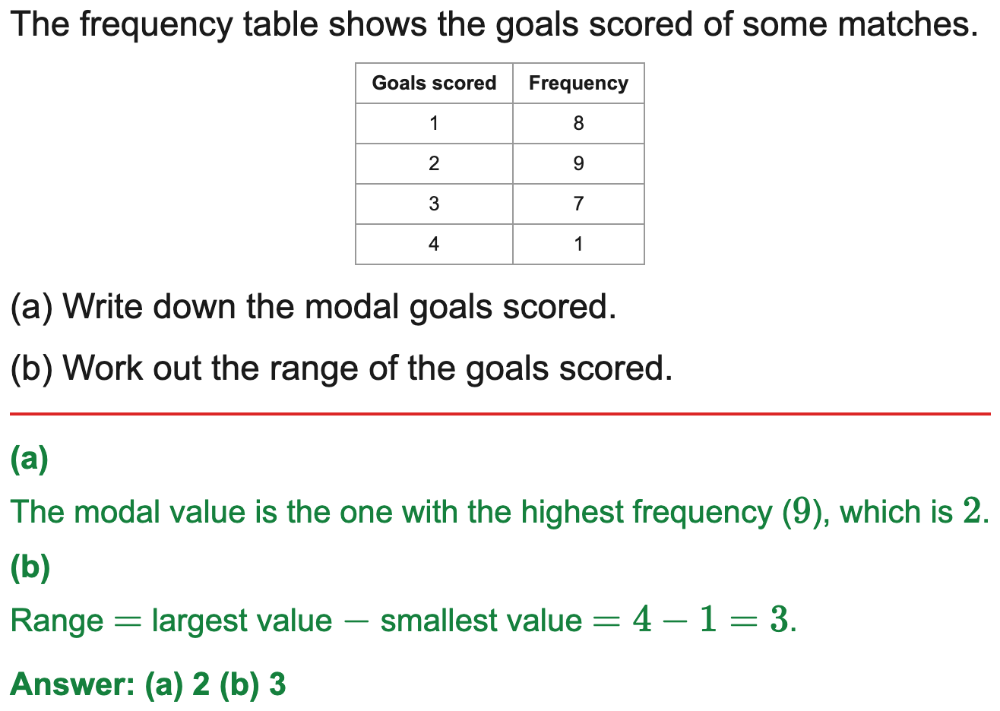 The frequency table shows the goals scored of some matches.
Goals scored Frequency
1 8
2 9
3 7
4 1
(a) Write down the modal goals scored.
(b) Work out the range of the goals scored.
(a)
The modal value is the one with the highest frequency (9), which is 2.
(b)
Range = largest value − smallest value = 4 − 1 = 3.
Answer: (a) 2 (b) 3